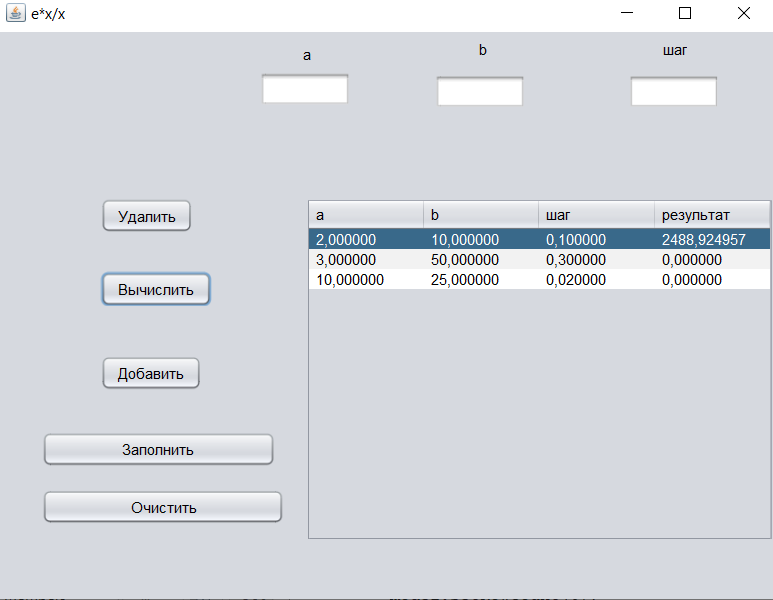 e*x/x
a b шаг
Удалить
Вычислить
Добавить
Заполнить
Очистить
a b шаг результат
2,000000 10,000000 0,100000 2488,924957
3,000000 50,000000 0,300000 0,000000
10,000000 25,000000 0,020000 0,000000